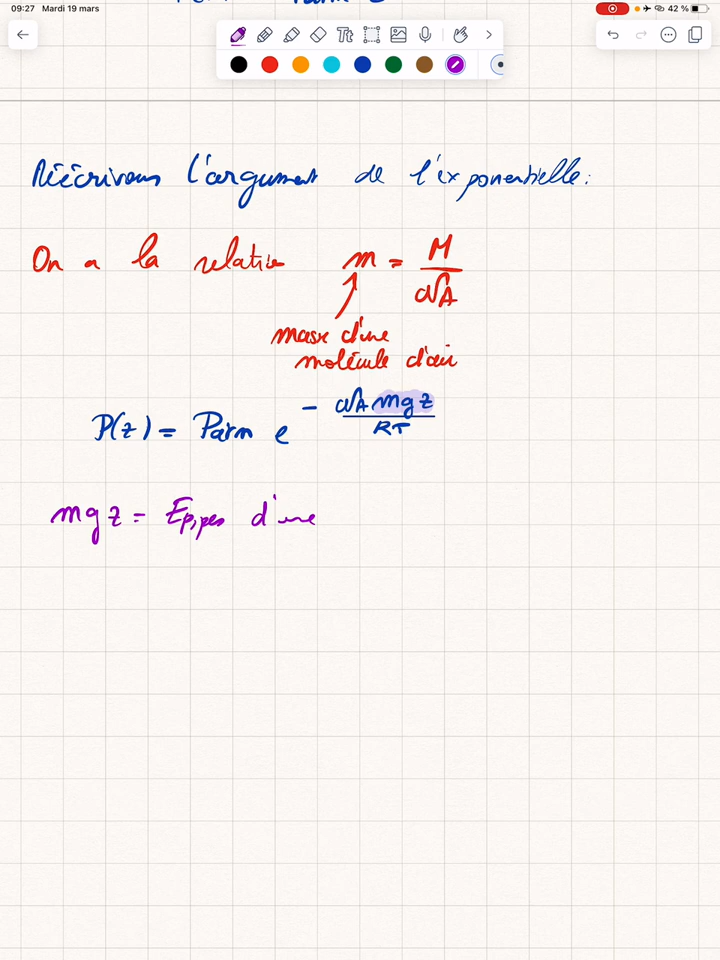 09:27 Mardi 19 mars
42 %
Tt
Réécrivons l'argument de l'exponentielle:
On a la relation m = M / 𝒩A
masse d'une
molécule d'air
P(z) = Patm e^(- 𝒩A mgz / RT)
mgz = Ep,pes d'une